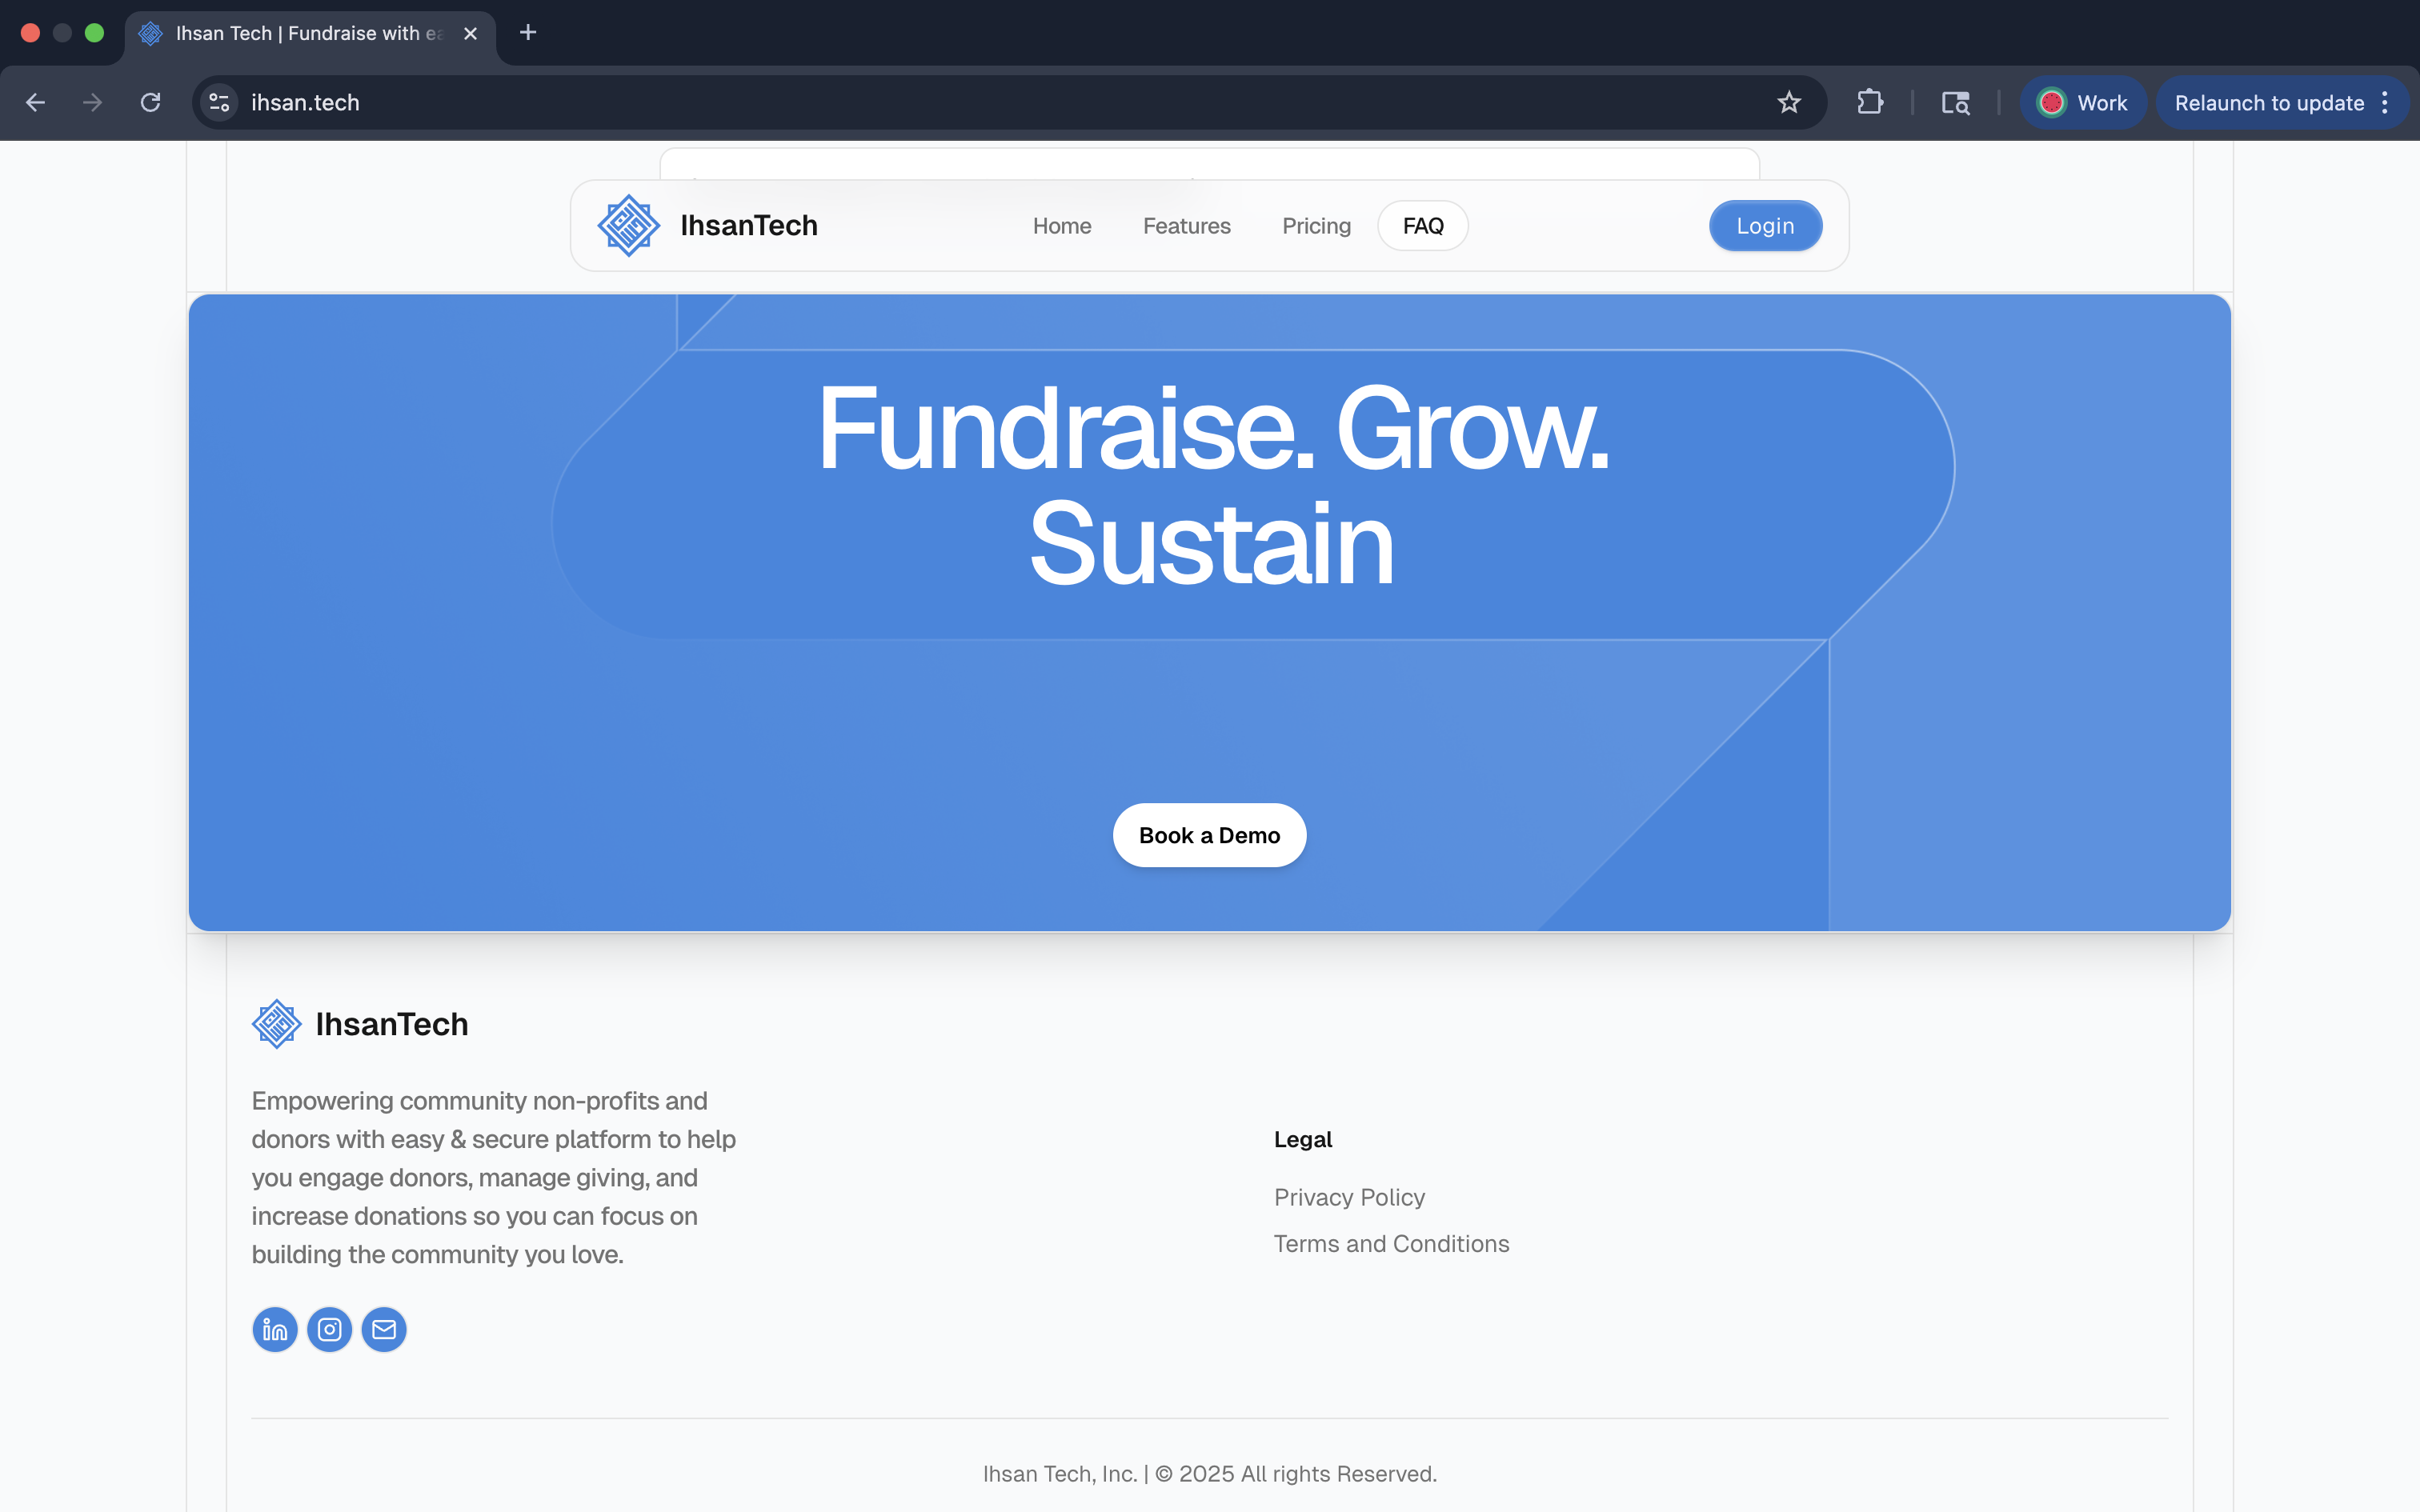 Ihsan Tech | Fundraise with ea
ihsan.tech
Work
Relaunch to update
IhsanTech
Home
Features
Pricing
FAQ
Login
Fundraise. Grow.
Sustain
Book a Demo
IhsanTech
Empowering community non-profits and
donors with easy & secure platform to help
you engage donors, manage giving, and
increase donations so you can focus on
building the community you love.
Legal
Privacy Policy
Terms and Conditions
in
Ihsan Tech, Inc. | © 2025 All rights Reserved.